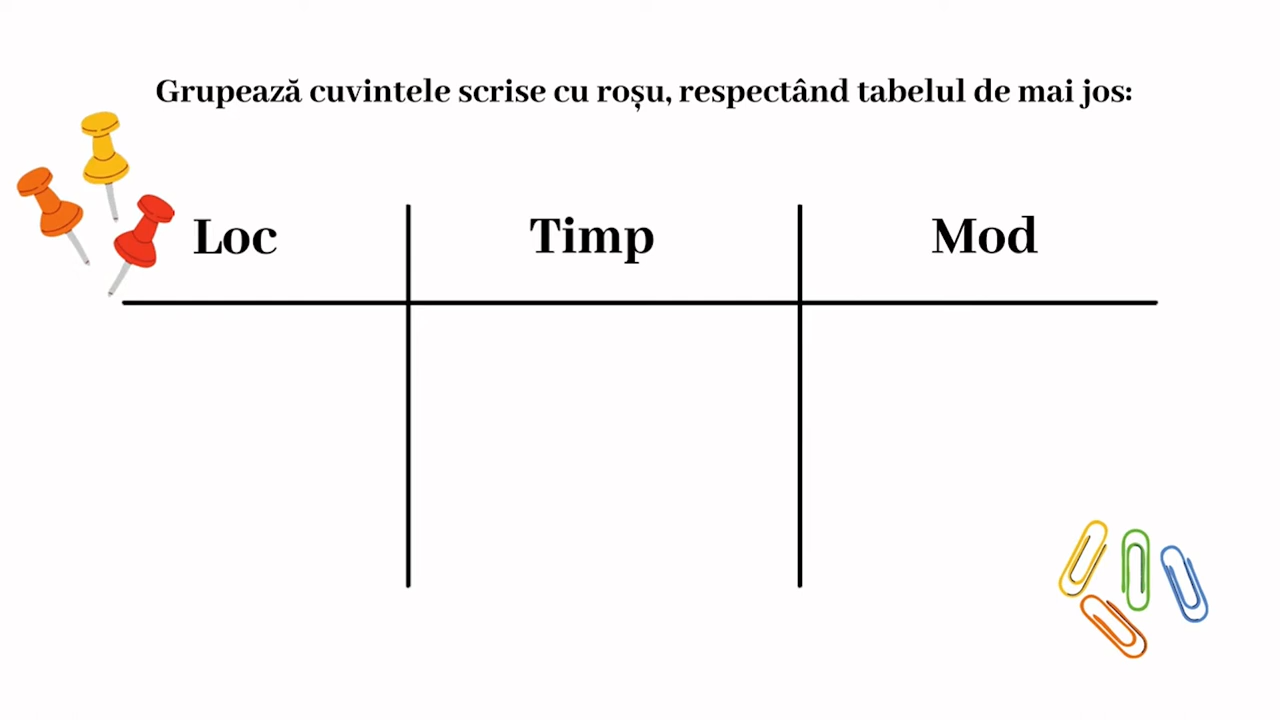 Grupează cuvintele scrise cu roșu, respectând tabelul de mai jos:
Loc Timp Mod